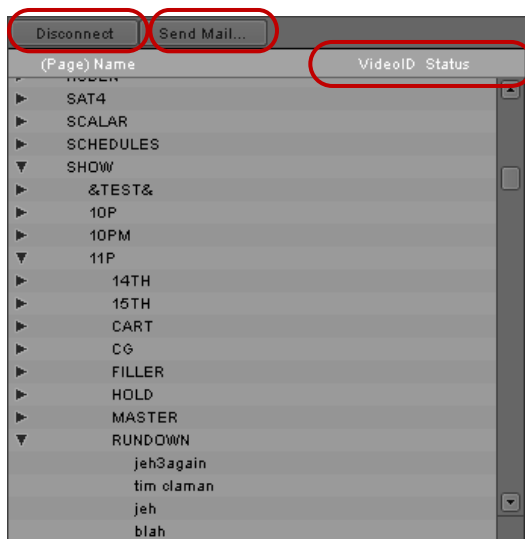 Disconnect Send Mail...
(Page) Name VideoID Status
SAT4
SCALAR
SCHEDULES
SHOW
&TEST&
10P
10PM
11P
14TH
15TH
CART
CG
FILLER
HOLD
MASTER
RUNDOWN
jeh3again
tim claman
jeh
blah